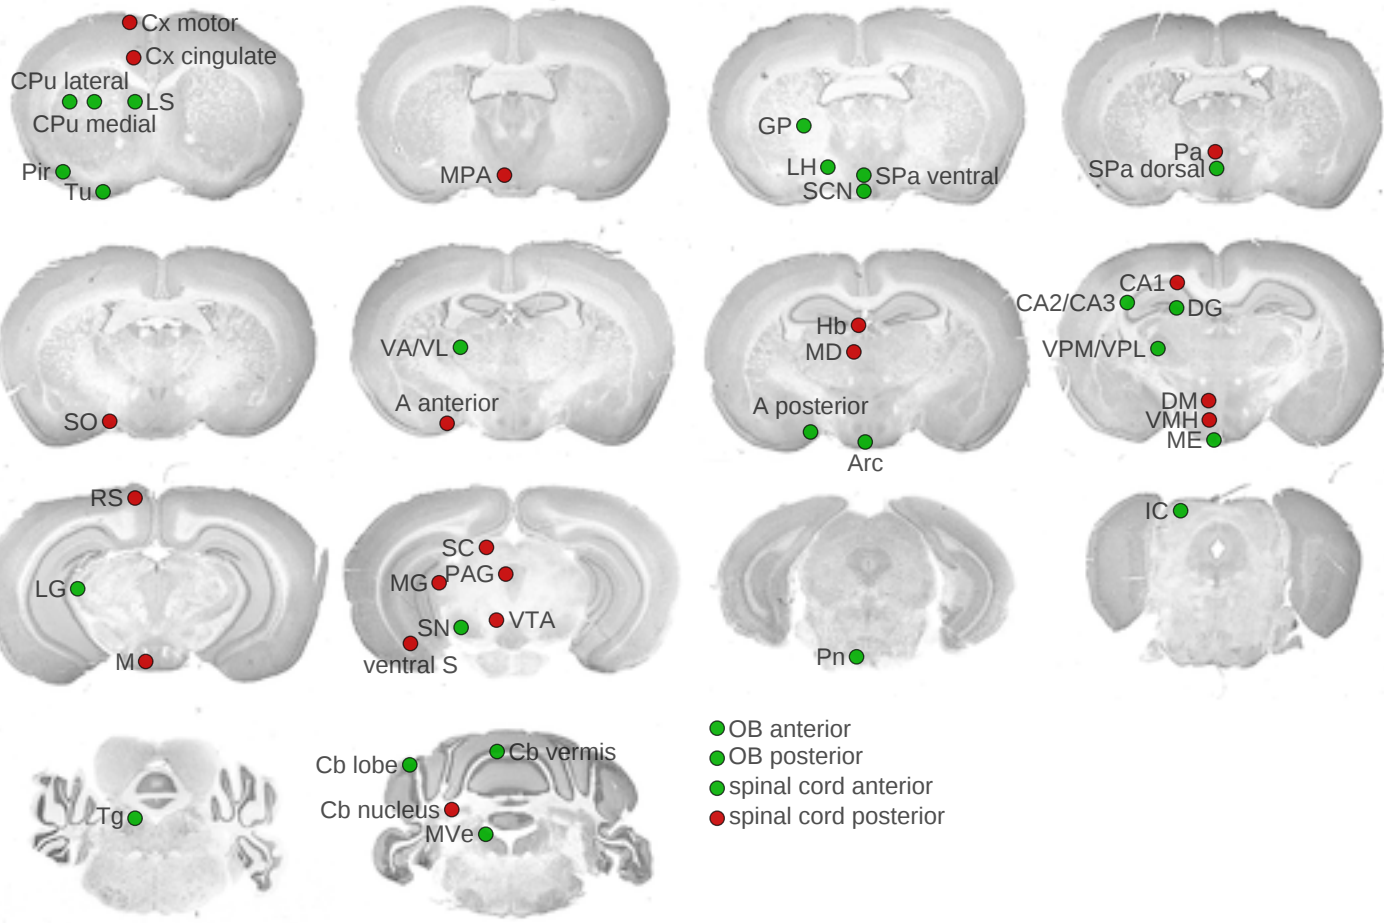 Cx motor
Cx cingulate
CPu lateral
LS
CPu medial
Pir
Tu
MPA
GP
LH
SPa ventral
SCN
Pa
SPa dorsal
SO
VA/VL
A anterior
Hb
MD
A posterior
Arc
CA1
CA2/CA3
DG
VPM/VPL
DM
VMH
ME
RS
LG
M
SC
MG
PAG
SN
VTA
ventral S
Pn
IC
Tg
Cb lobe
Cb vermis
Cb nucleus
MVe
OB anterior
OB posterior
spinal cord anterior
spinal cord posterior